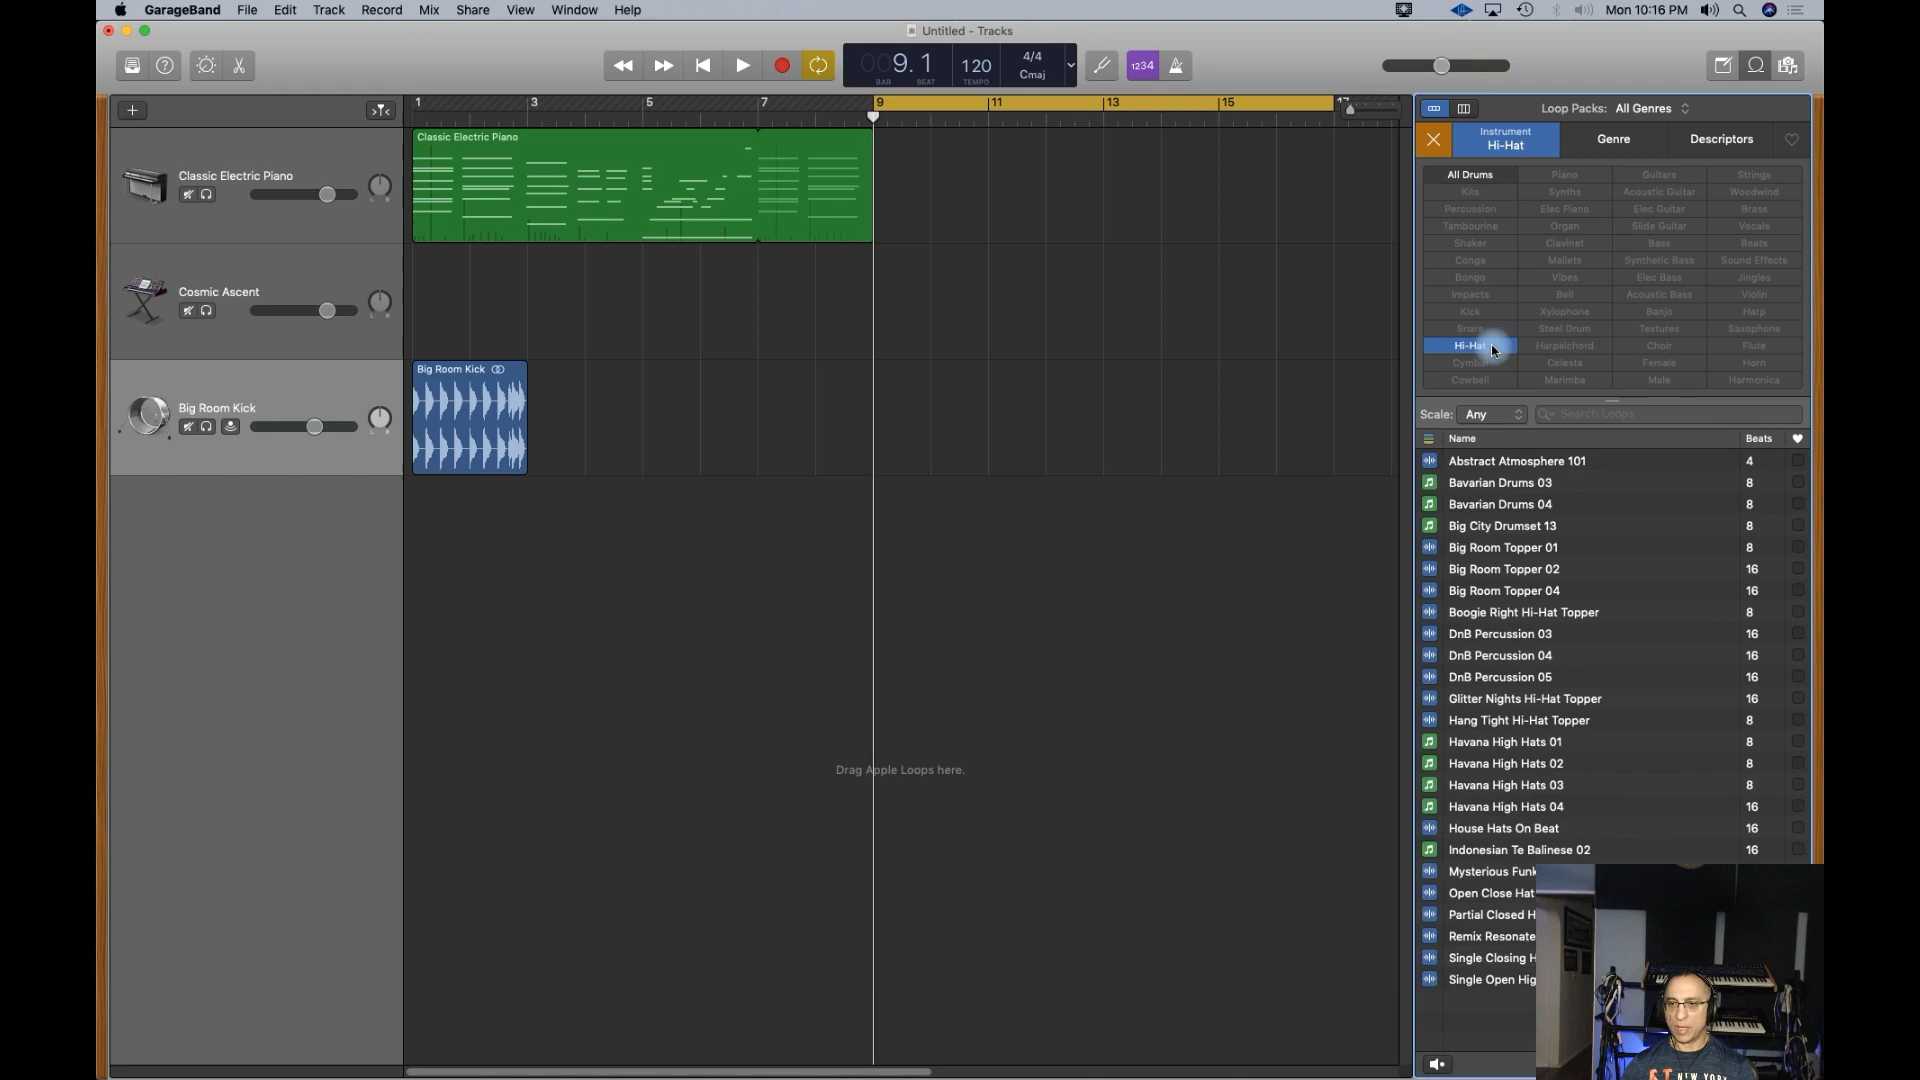 GarageBand File Edit Track Record Mix Share View Window Help Mon 10:16 PM
Untitled - Tracks
009. 1 120 4/4 Cmaj
BAR BEAT TEMPO
1234
1 3 5 7 9 11 13 15 17
Loop Packs: All Genres
Instrument Hi-Hat Genre Descriptors
Classic Electric Piano
Classic Electric Piano
L R
Cosmic Ascent
L R
Big Room Kick
Big Room Kick
L R
Drag Apple Loops here.
All Drums Piano Guitars Strings
Kits Synths Acoustic Guitar Woodwind
Percussion Elec Piano Elec Guitar Brass
Tambourine Organ Slide Guitar Vocals
Shaker Clavinet Bass Beats
Conga Mallets Synthetic Bass Sound Effects
Bongo Vibes Elec Bass Jingles
Impacts Bell Acoustic Bass Violin
Kick Xylophone Banjo Harp
Snare Steel Drum Textures Saxophone
Hi-Hat Harpsichord Choir Flute
Cymbal Celesta Female Horn
Cowbell Marimba Male Harmonica
Scale: Any Search Loops
Name Beats
Abstract Atmosphere 101 4
Bavarian Drums 03 8
Bavarian Drums 04 8
Big City Drumset 13 8
Big Room Topper 01 8
Big Room Topper 02 16
Big Room Topper 04 16
Boogie Right Hi-Hat Topper 8
DnB Percussion 03 16
DnB Percussion 04 16
DnB Percussion 05 16
Glitter Nights Hi-Hat Topper 16
Hang Tight Hi-Hat Topper 8
Havana High Hats 01 8
Havana High Hats 02 8
Havana High Hats 03 8
Havana High Hats 04 16
House Hats On Beat 16
Indonesian Te Balinese 02 16
Mysterious Funk
Open Close Hat
Partial Closed H
Remix Resonate
Single Closing H
Single Open Hig
NEW YORK